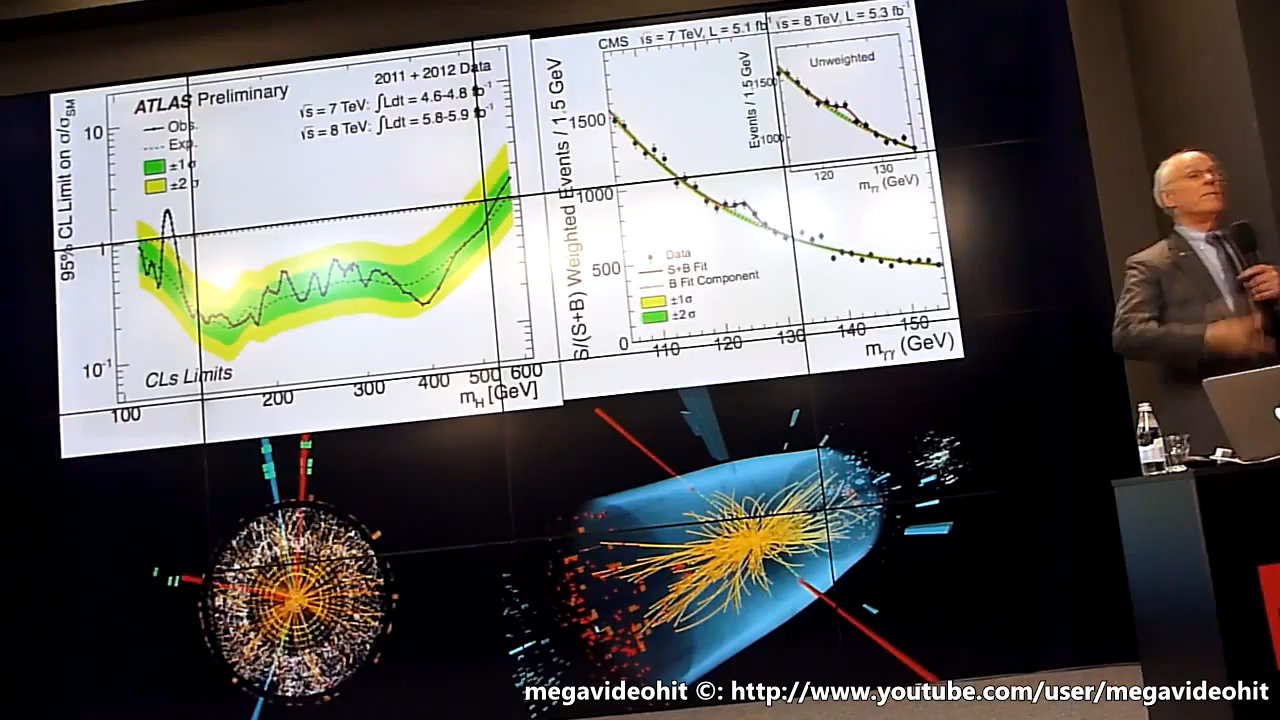 ATLAS Preliminary
2011 + 2012 Data
√s = 7 TeV: ∫Ldt = 4.6-4.8 fb⁻¹
√s = 8 TeV: ∫Ldt = 5.8-5.9 fb⁻¹
Obs.
Exp.
±1 σ
±2 σ
95% CL Limit on σ/σSM
10
1
10⁻¹
CLs Limits
100
200
300
400
500
600
mH [GeV]
CMS √s = 7 TeV, L = 5.1 fb⁻¹ √s = 8 TeV, L = 5.3 fb⁻¹
S/(S+B) Weighted Events / 1.5 GeV
1500
1000
500
0
Unweighted
Events / 1.5 GeV
1500
1000
120
130
mγγ (GeV)
Data
S+B Fit
B Fit Component
±1σ
±2 σ
110
120
130
140
150
mγγ (GeV)
megavideohit ©: http://www.youtube.com/user/megavideohit